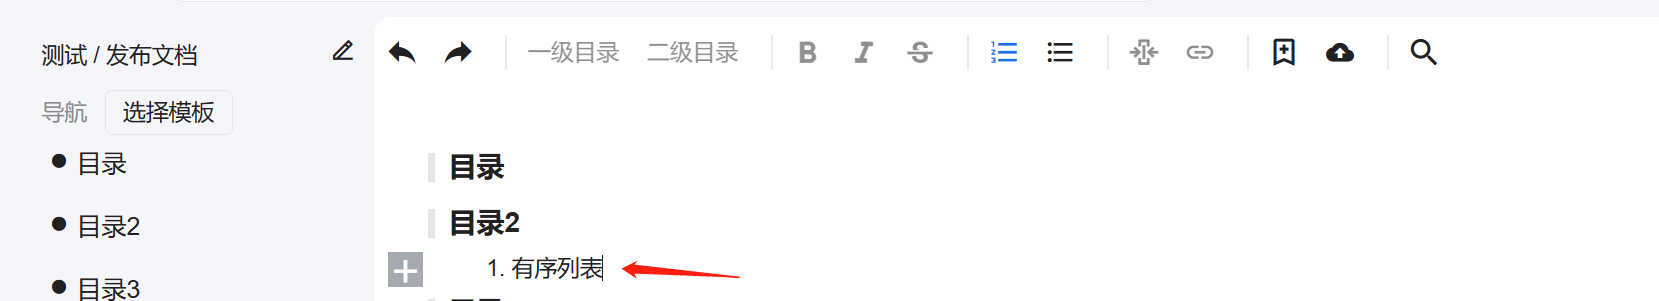 测试 / 发布文档
一级目录 二级目录
导航 选择模板
目录
目录2
目录3
目录
目录2
1. 有序列表